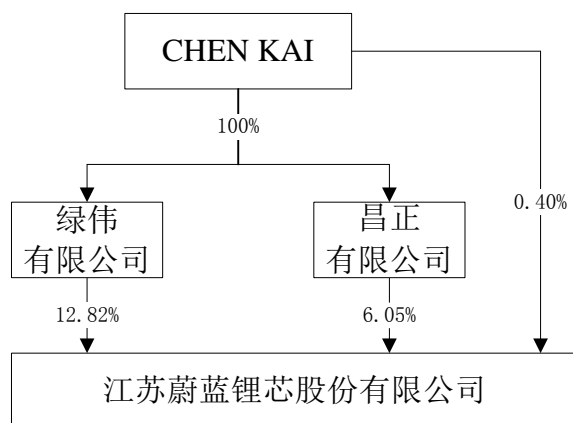 CHEN KAI
100%
0.40%
绿伟
有限公司
昌正
有限公司
12.82%
6.05%
江苏蔚蓝锂芯股份有限公司